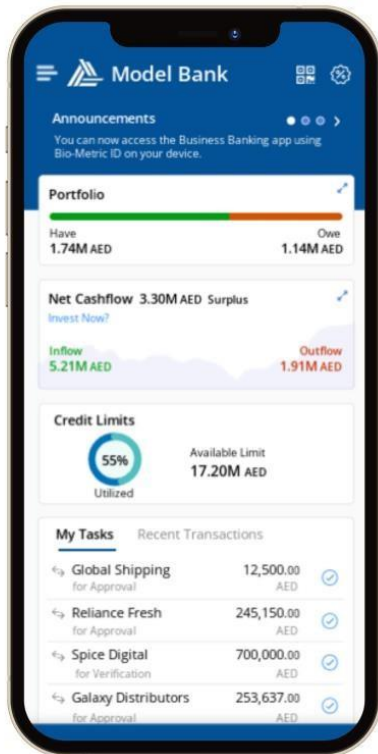 Model Bank
Announcements
You can now access the Business Banking app using
Bio-Metric ID on your device.
Portfolio
Have Owe
1.74M AED 1.14M AED
Net Cashflow 3.30M AED Surplus
Invest Now?
Inflow Outflow
5.21M AED 1.91M AED
Credit Limits
55%
Utilized
Available Limit
17.20M AED
My Tasks Recent Transactions
Global Shipping 12,500.00
for Approval AED
Reliance Fresh 245,150.00
for Approval AED
Spice Digital 700,000.00
for Verification AED
Galaxy Distributors 253,637.00
for Approval AED